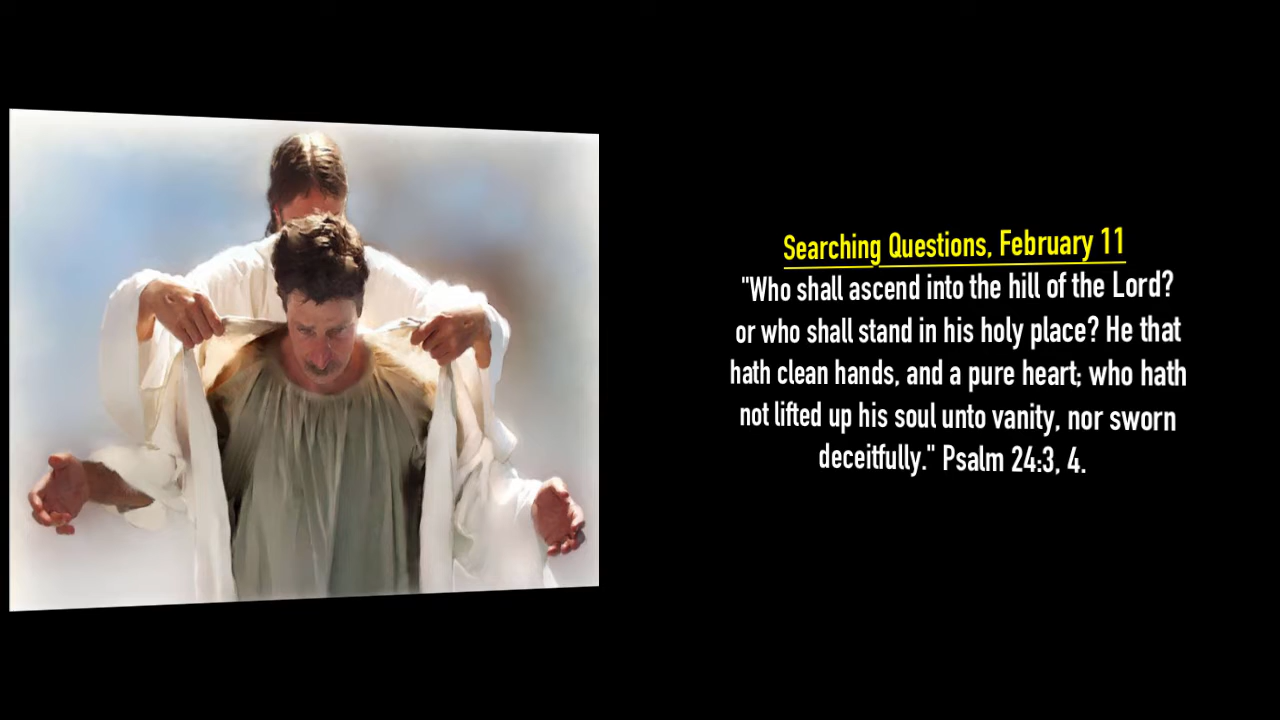 Searching Questions, February 11
"Who shall ascend into the hill of the Lord?
or who shall stand in his holy place? He that
hath clean hands, and a pure heart; who hath
not lifted up his soul unto vanity, nor sworn
deceitfully." Psalm 24:3, 4.